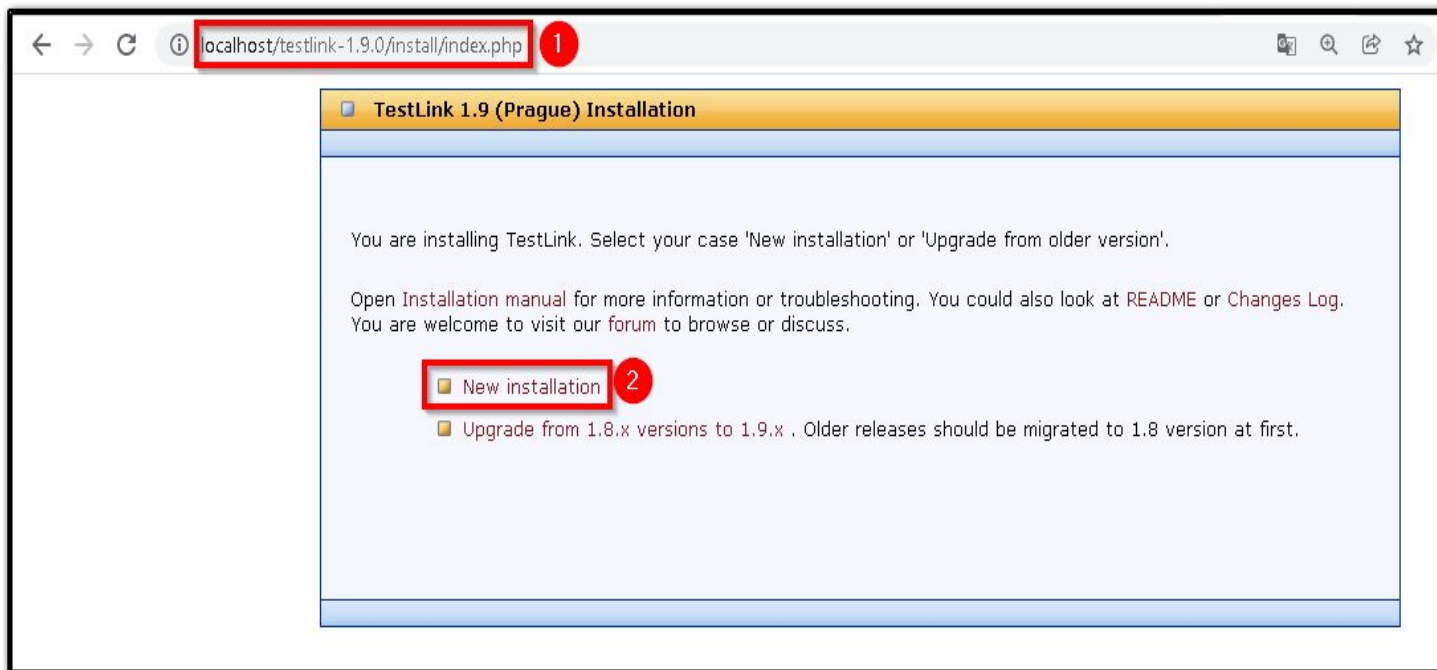 localhost/testlink-1.9.0/install/index.php 1
TestLink 1.9 (Prague) Installation
You are installing TestLink. Select your case 'New installation' or 'Upgrade from older version'.
Open Installation manual for more information or troubleshooting. You could also look at README or Changes Log.
You are welcome to visit our forum to browse or discuss.
New installation 2
Upgrade from 1.8.x versions to 1.9.x . Older releases should be migrated to 1.8 version at first.